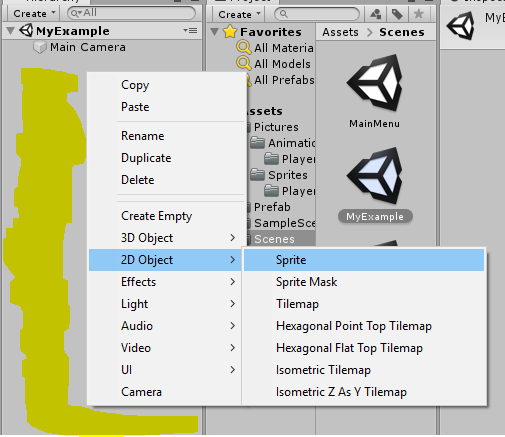 Create
All
MyExample
Main Camera
Copy
Paste
Rename
Duplicate
Delete
Create Empty
3D Object
2D Object
Effects
Light
Audio
Video
UI
Camera
Sprite
Sprite Mask
Tilemap
Hexagonal Point Top Tilemap
Hexagonal Flat Top Tilemap
Isometric Tilemap
Isometric Z As Y Tilemap
Create
Favorites
All Materia
All Models
All Prefabs
Assets
Pictures
Animatio
Player
Sprites
Player
Prefab
SampleSce
Scenes
Assets
Scenes
MainMenu
MyExample
MyE